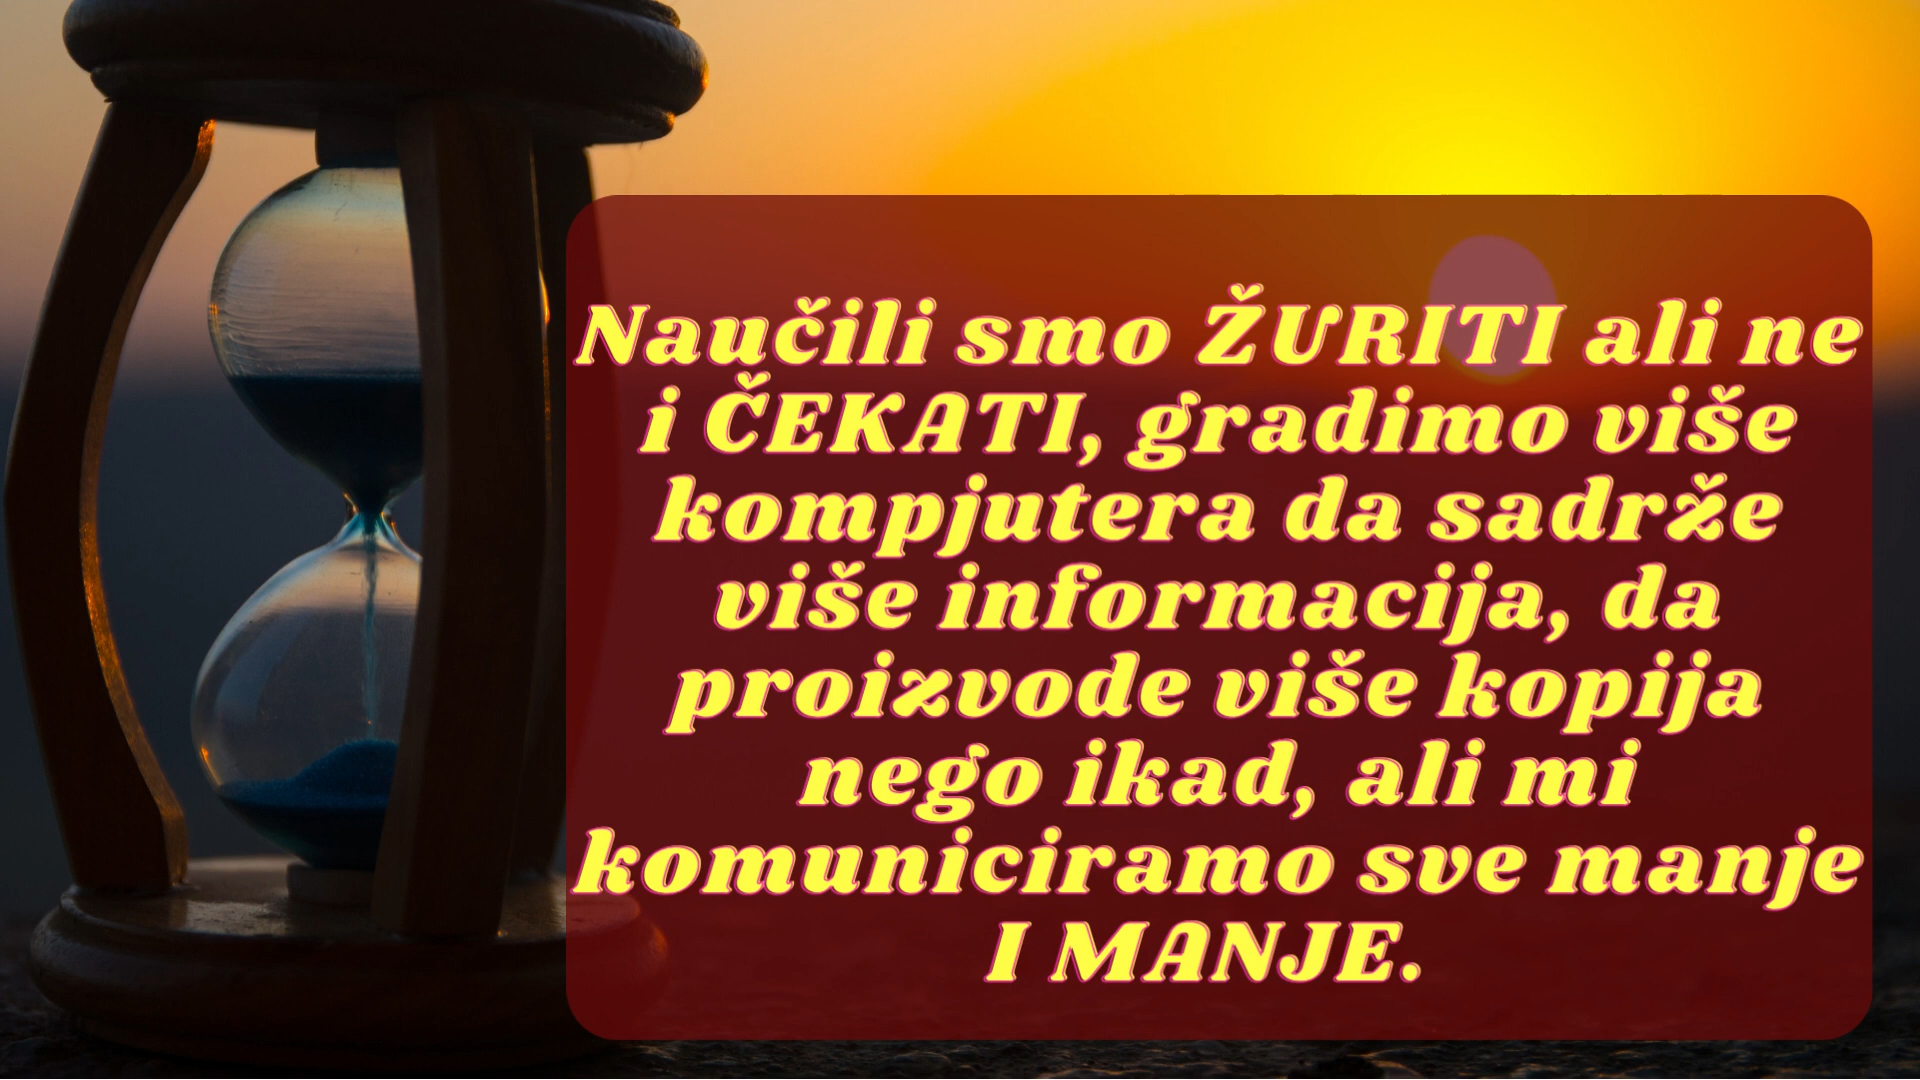 Naučili smo ŽURITI ali ne
i ČEKATI, gradimo više
kompjutera da sadrže
više informacija, da
proizvode više kopija
nego ikad, ali mi
komuniciramo sve manje
I MANJE.